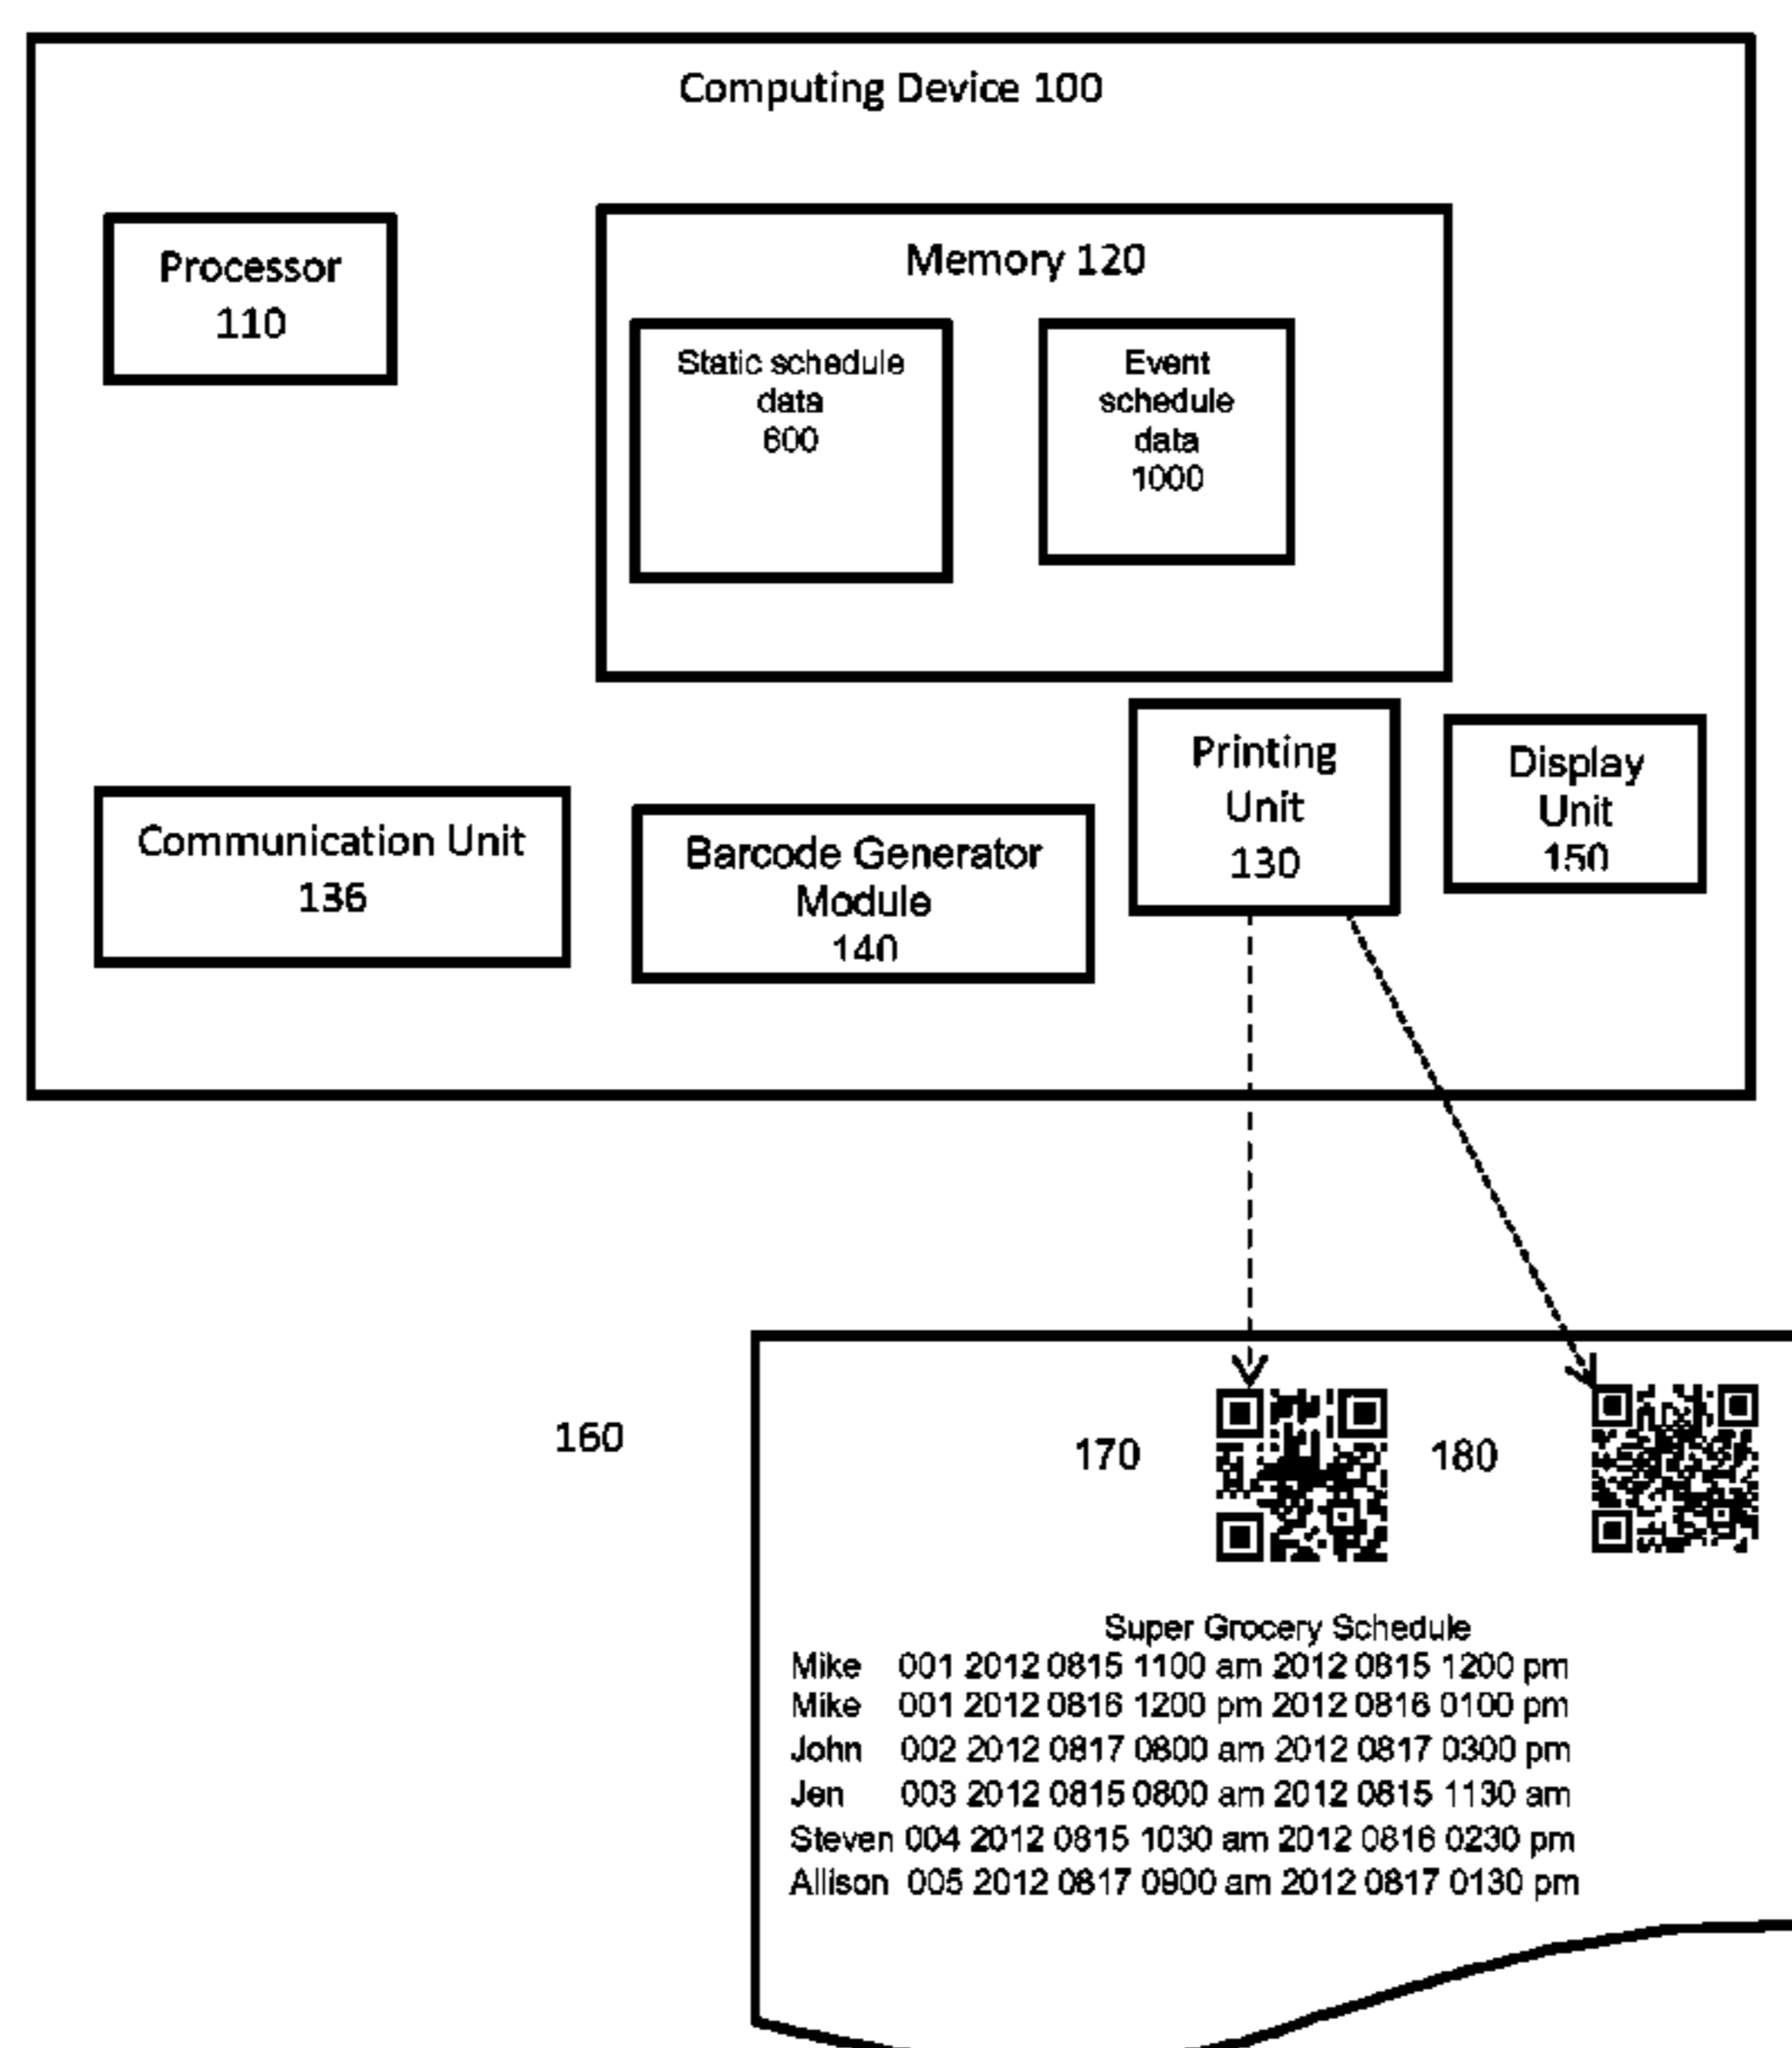 Computing Device 100
Processor
110
Memory 120
Static schedule
data
600
Event
schedule
data
1000
Printing
Unit
130
Display
Unit
150
Communication Unit
136
Barcode Generator
Module
140
160
170
180
Super Grocery Schedule
Mike 001 2012 0815 1100 am 2012 0815 1200 pm
Mike 001 2012 0816 1200 pm 2012 0816 0100 pm
John 002 2012 0817 0800 am 2012 0817 0300 pm
Jen 003 2012 0815 0800 am 2012 0815 1130 am
Steven 004 2012 0815 1030 am 2012 0816 0230 pm
Allison 005 2012 0817 0900 am 2012 0817 0130 pm